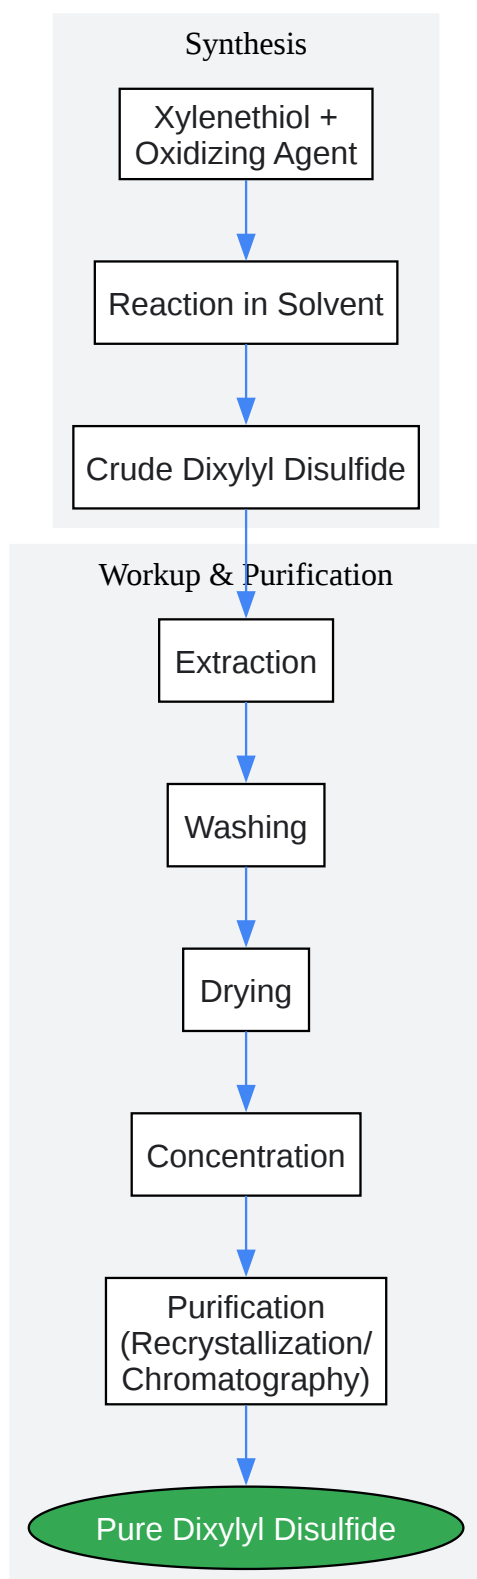 Synthesis
Xylenethiol +
Oxidizing Agent
Reaction in Solvent
Crude Dixylyl Disulfide
Workup & Purification
Extraction
Washing
Drying
Concentration
Purification
(Recrystallization/
Chromatography)
Pure Dixylyl Disulfide